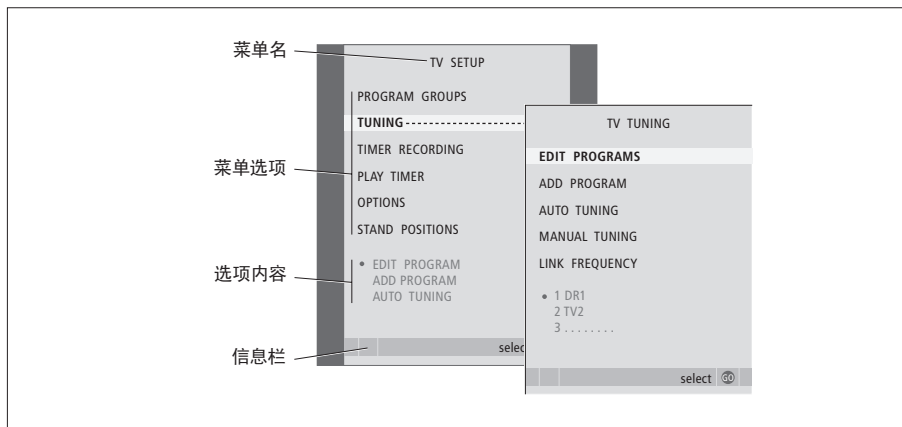 菜单名
菜单选项
选项内容
信息栏
TV SETUP
PROGRAM GROUPS
TUNING
TIMER RECORDING
PLAY TIMER
OPTIONS
STAND POSITIONS
• EDIT PROGRAM
ADD PROGRAM
AUTO TUNING
selec
TV TUNING
EDIT PROGRAMS
ADD PROGRAM
AUTO TUNING
MANUAL TUNING
LINK FREQUENCY
• 1 DR1
2 TV2
3 . . . . . . . .
select GO